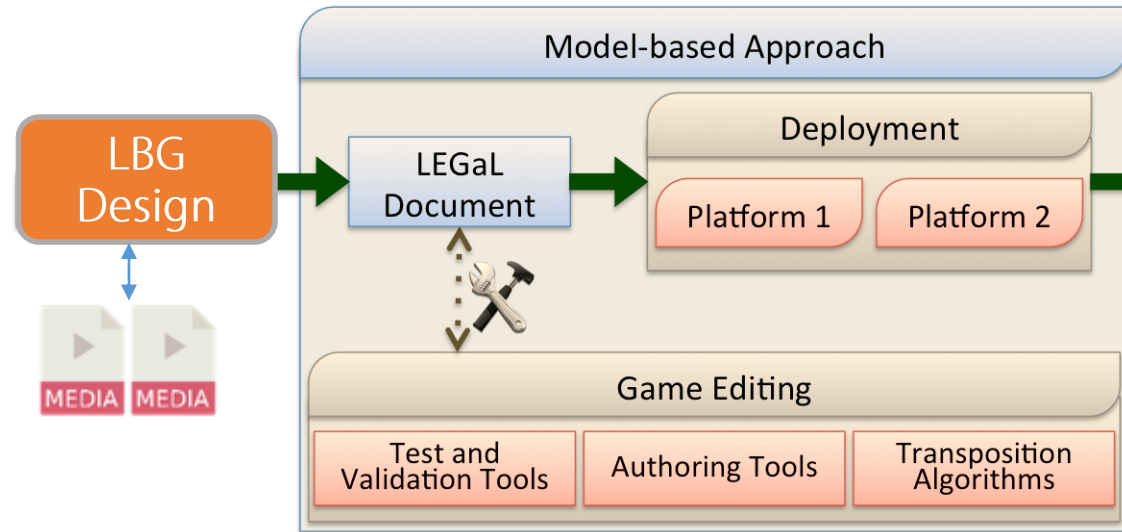 Model-based Approach
LBG
Design
LEGaL
Document
Deployment
Platform 1
Platform 2
MEDIA
MEDIA
Game Editing
Test and
Validation Tools
Authoring Tools
Transposition
Algorithms